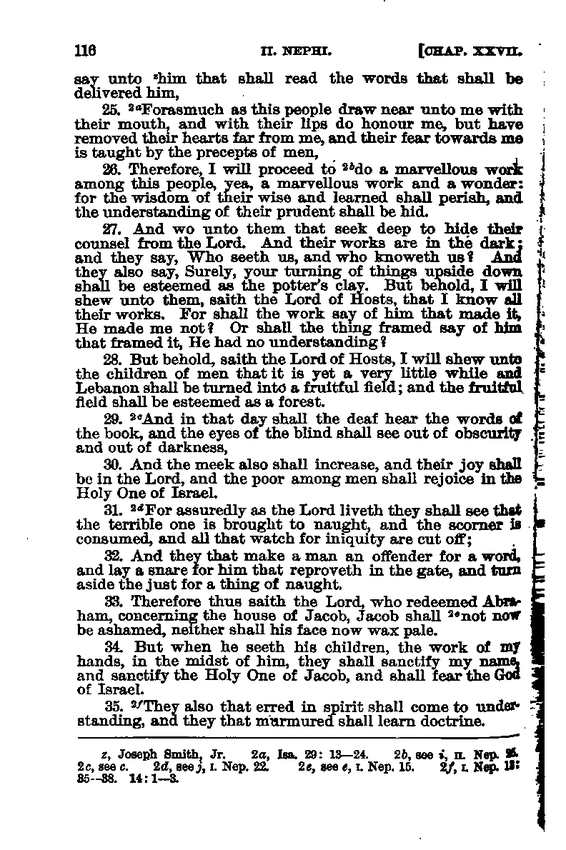 116 II. NEPHI. [CHAP. XXVII.
say unto ᶻhim that shall read the words that shall be
delivered him,
25. ²ᵃForasmuch as this people draw near unto me with
their mouth, and with their lips do honour me, but have
removed their hearts far from me, and their fear towards me
is taught by the precepts of men,
26. Therefore, I will proceed to ²ᵇdo a marvellous work
among this people, yea, a marvellous work and a wonder:
for the wisdom of their wise and learned shall perish, and
the understanding of their prudent shall be hid.
27. And wo unto them that seek deep to hide their
counsel from the Lord. And their works are in the dark;
and they say, Who seeth us, and who knoweth us? And
they also say, Surely, your turning of things upside down
shall be esteemed as the potter's clay. But behold, I will
shew unto them, saith the Lord of Hosts, that I know all
their works. For shall the work say of him that made it,
He made me not? Or shall the thing framed say of him
that framed it, He had no understanding?
28. But behold, saith the Lord of Hosts, I will shew unto
the children of men that it is yet a very little while and
Lebanon shall be turned into a fruitful field; and the fruitful
field shall be esteemed as a forest.
29. ²ᶜAnd in that day shall the deaf hear the words of
the book, and the eyes of the blind shall see out of obscurity
and out of darkness,
30. And the meek also shall increase, and their joy shall
be in the Lord, and the poor among men shall rejoice in the
Holy One of Israel.
31. ²ᵈFor assuredly as the Lord liveth they shall see that
the terrible one is brought to naught, and the scorner is
consumed, and all that watch for iniquity are cut off;
32. And they that make a man an offender for a word,
and lay a snare for him that reproveth in the gate, and turn
aside the just for a thing of naught.
33. Therefore thus saith the Lord, who redeemed Abra-
ham, concerning the house of Jacob, Jacob shall ²ᵉnot now
be ashamed, neither shall his face now wax pale.
34. But when he seeth his children, the work of my
hands, in the midst of him, they shall sanctify my name,
and sanctify the Holy One of Jacob, and shall fear the God
of Israel.
35. ²ᶠThey also that erred in spirit shall come to under-
standing, and they that murmured shall learn doctrine.
z, Joseph Smith, Jr. 2a, Isa. 29: 13—24. 2b, see i, II. Nep.
2c, see c. 2d, see j, I. Nep. 22. 2e, see e, I. Nep. 15. 2f, I. Nep. 13:
35—38. 14: 1—3.